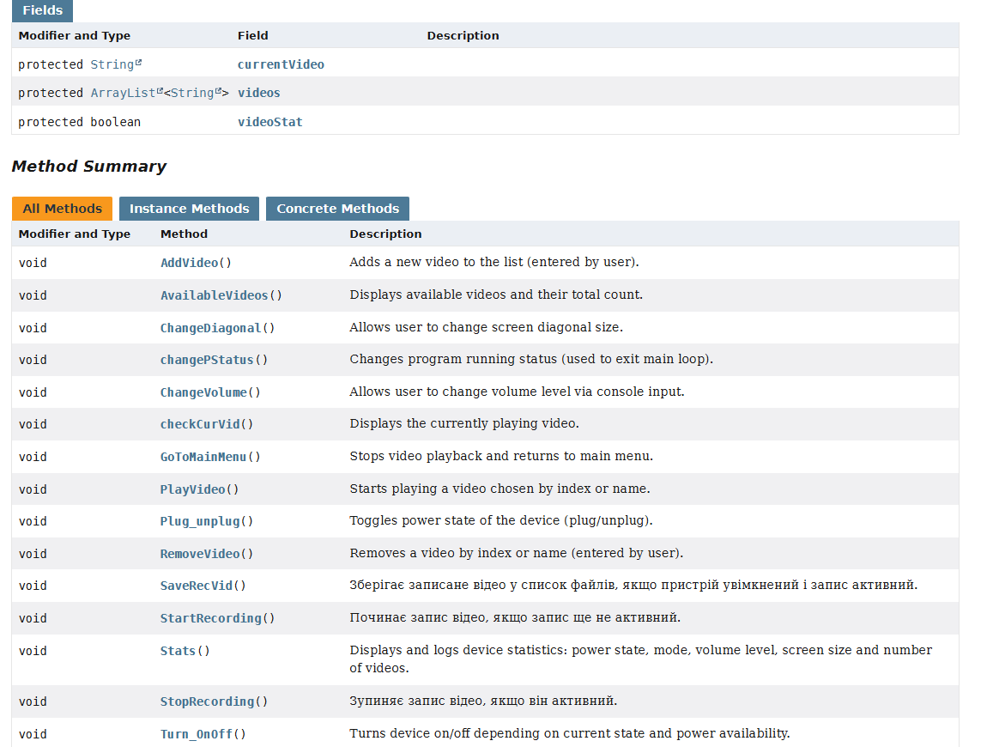 Fields
Modifier and Type Field Description
protected String currentVideo
protected ArrayList<String> videos
protected boolean videoStat
Method Summary
All Methods Instance Methods Concrete Methods
Modifier and Type Method Description
void AddVideo() Adds a new video to the list (entered by user).
void AvailableVideos() Displays available videos and their total count.
void ChangeDiagonal() Allows user to change screen diagonal size.
void changePStatus() Changes program running status (used to exit main loop).
void ChangeVolume() Allows user to change volume level via console input.
void checkCurVid() Displays the currently playing video.
void GoToMainMenu() Stops video playback and returns to main menu.
void PlayVideo() Starts playing a video chosen by index or name.
void Plug_unplug() Toggles power state of the device (plug/unplug).
void RemoveVideo() Removes a video by index or name (entered by user).
void SaveRecVid() Зберігає записане відео у список файлів, якщо пристрій увімкнений і запис активний.
void StartRecording() Починає запис відео, якщо запис ще не активний.
void Stats() Displays and logs device statistics: power state, mode, volume level, screen size and number
of videos.
void StopRecording() Зупиняє запис відео, якщо він активний.
void Turn_OnOff() Turns device on/off depending on current state and power availability.